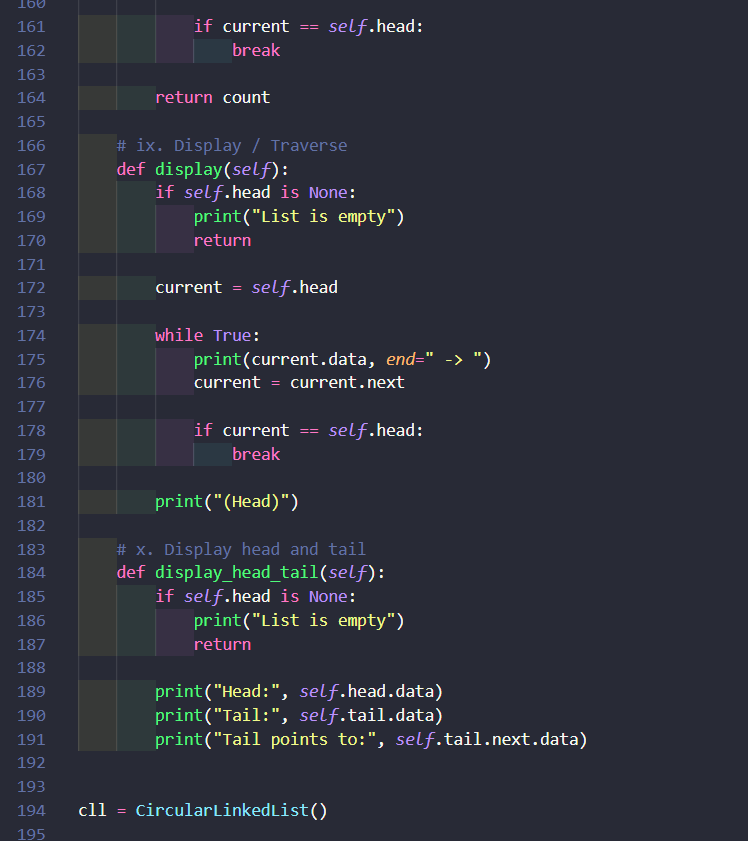 160
161 if current == self.head:
162 break
163
164 return count
165
166 # ix. Display / Traverse
167 def display(self):
168 if self.head is None:
169 print("List is empty")
170 return
171
172 current = self.head
173
174 while True:
175 print(current.data, end=" -> ")
176 current = current.next
177
178 if current == self.head:
179 break
180
181 print("(Head)")
182
183 # x. Display head and tail
184 def display_head_tail(self):
185 if self.head is None:
186 print("List is empty")
187 return
188
189 print("Head:", self.head.data)
190 print("Tail:", self.tail.data)
191 print("Tail points to:", self.tail.next.data)
192
193
194 cll = CircularLinkedList()
195